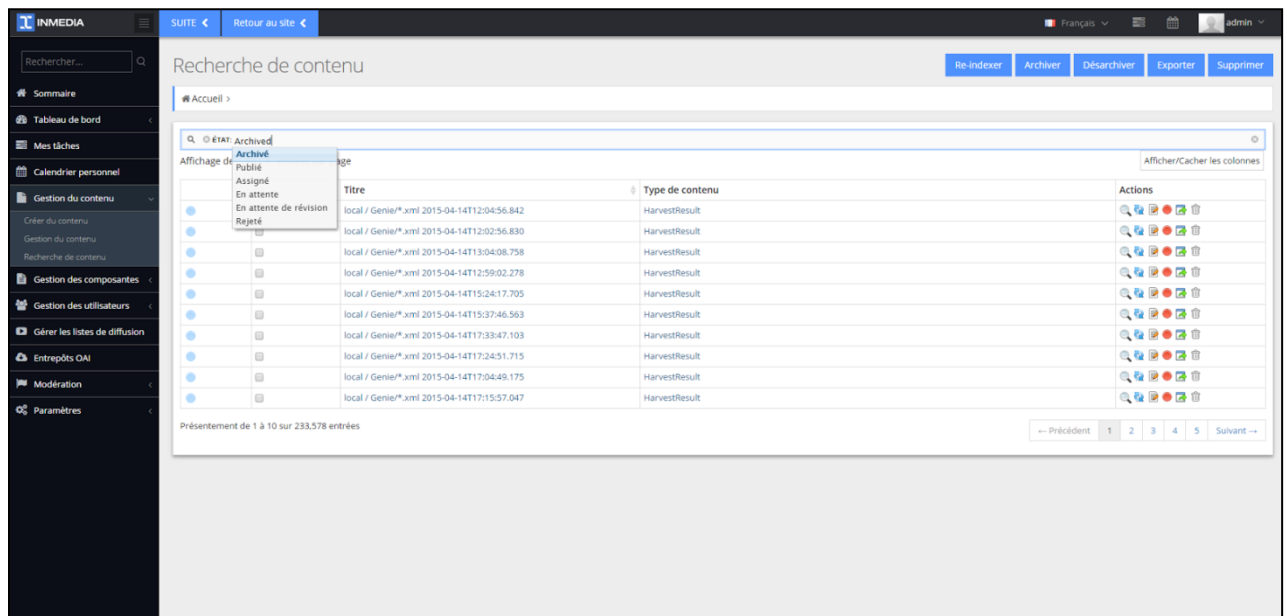 INMEDIA
SUITE
Retour au site
Français
admin
Rechercher...
Sommaire
Tableau de bord
Mes tâches
Calendrier personnel
Gestion du contenu
Créer du contenu
Gestion du contenu
Recherche de contenu
Gestion des composantes
Gestion des utilisateurs
Gérer les listes de diffusion
Entrepôts OAI
Modération
Paramètres
Recherche de contenu
Re-indexer
Archiver
Désarchiver
Exporter
Supprimer
Accueil >
ÉTAT: Archived
Archivé
Publié
Assigné
En attente
En attente de révision
Rejeté
Affichage de
Afficher/Cacher les colonnes
Titre Type de contenu Actions
local / Genie/*.xml 2015-04-14T12:04:56.842 HarvestResult
local / Genie/*.xml 2015-04-14T12:02:56.830 HarvestResult
local / Genie/*.xml 2015-04-14T13:04:08.758 HarvestResult
local / Genie/*.xml 2015-04-14T12:59:02.278 HarvestResult
local / Genie/*.xml 2015-04-14T15:24:17.705 HarvestResult
local / Genie/*.xml 2015-04-14T15:37:46.563 HarvestResult
local / Genie/*.xml 2015-04-14T17:33:47.103 HarvestResult
local / Genie/*.xml 2015-04-14T17:24:51.715 HarvestResult
local / Genie/*.xml 2015-04-14T17:04:49.175 HarvestResult
local / Genie/*.xml 2015-04-14T17:15:57.047 HarvestResult
Présentement de 1 à 10 sur 233,578 entrées
← Précédent 1 2 3 4 5 Suivant →